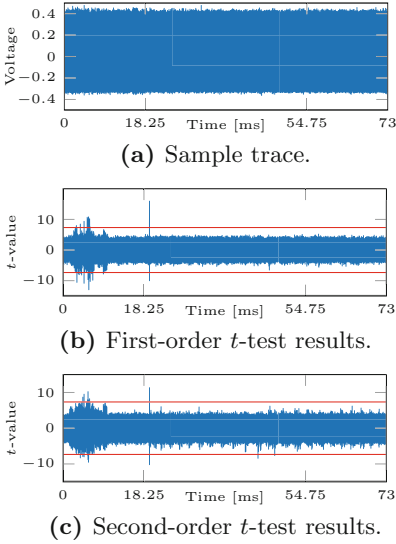 0.4
0.2
0
−0.2
−0.4
Voltage
0 18.25 Time [ms] 54.75 73
(a) Sample trace.
10
0
−10
t-value
0 18.25 Time [ms] 54.75 73
(b) First-order t-test results.
10
0
−10
t-value
0 18.25 Time [ms] 54.75 73
(c) Second-order t-test results.